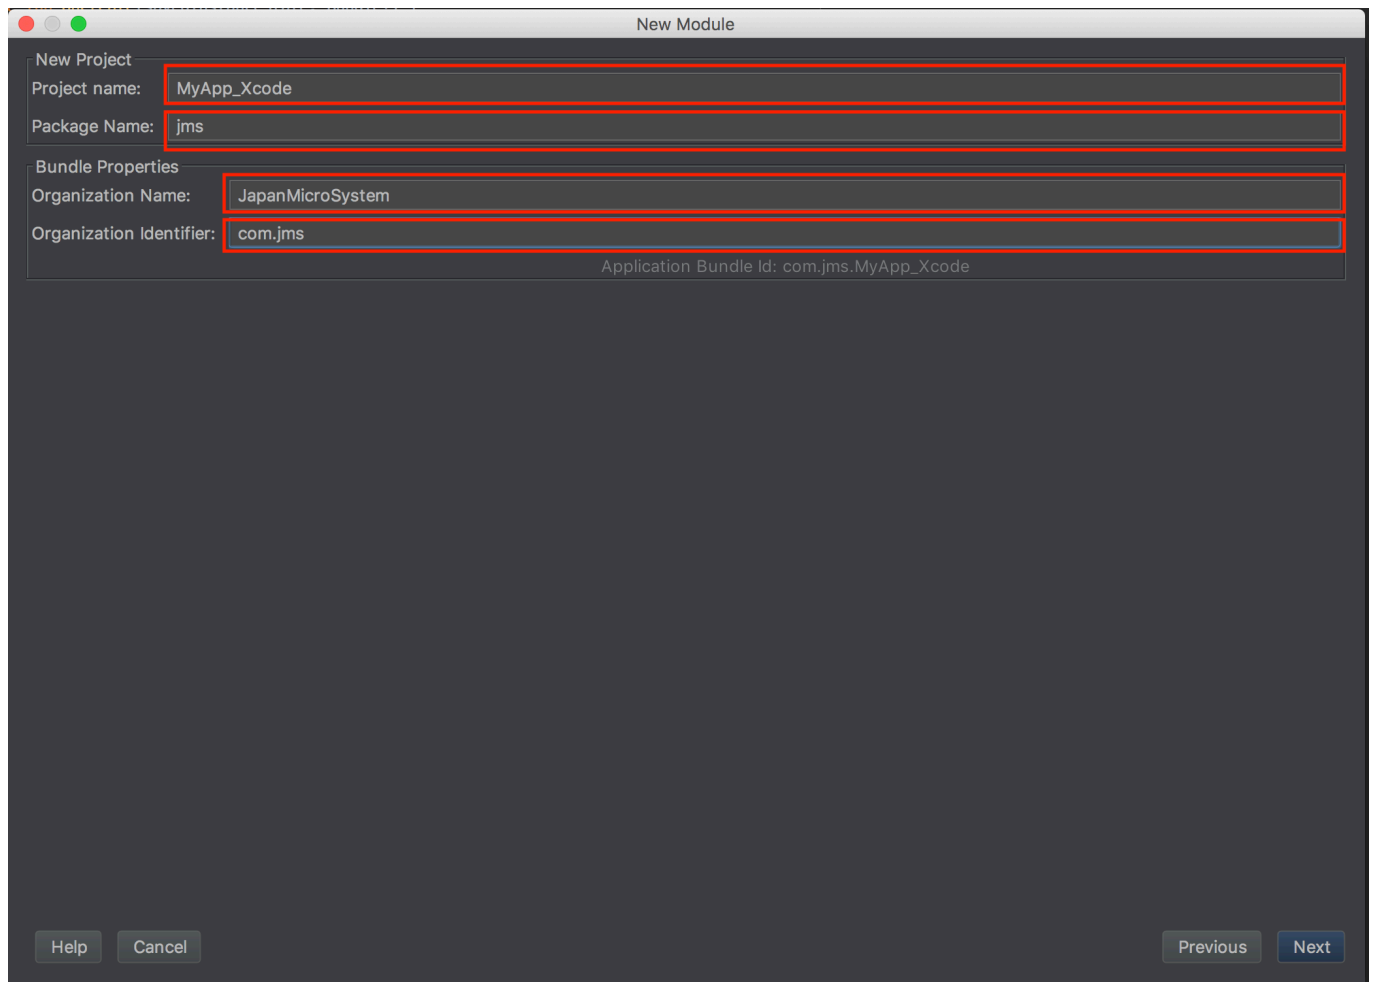 New Module
New Project
Project name: MyApp_Xcode
Package Name: jms
Bundle Properties
Organization Name: JapanMicroSystem
Organization Identifier: com.jms
Application Bundle Id: com.jms.MyApp_Xcode
Help Cancel Previous Next